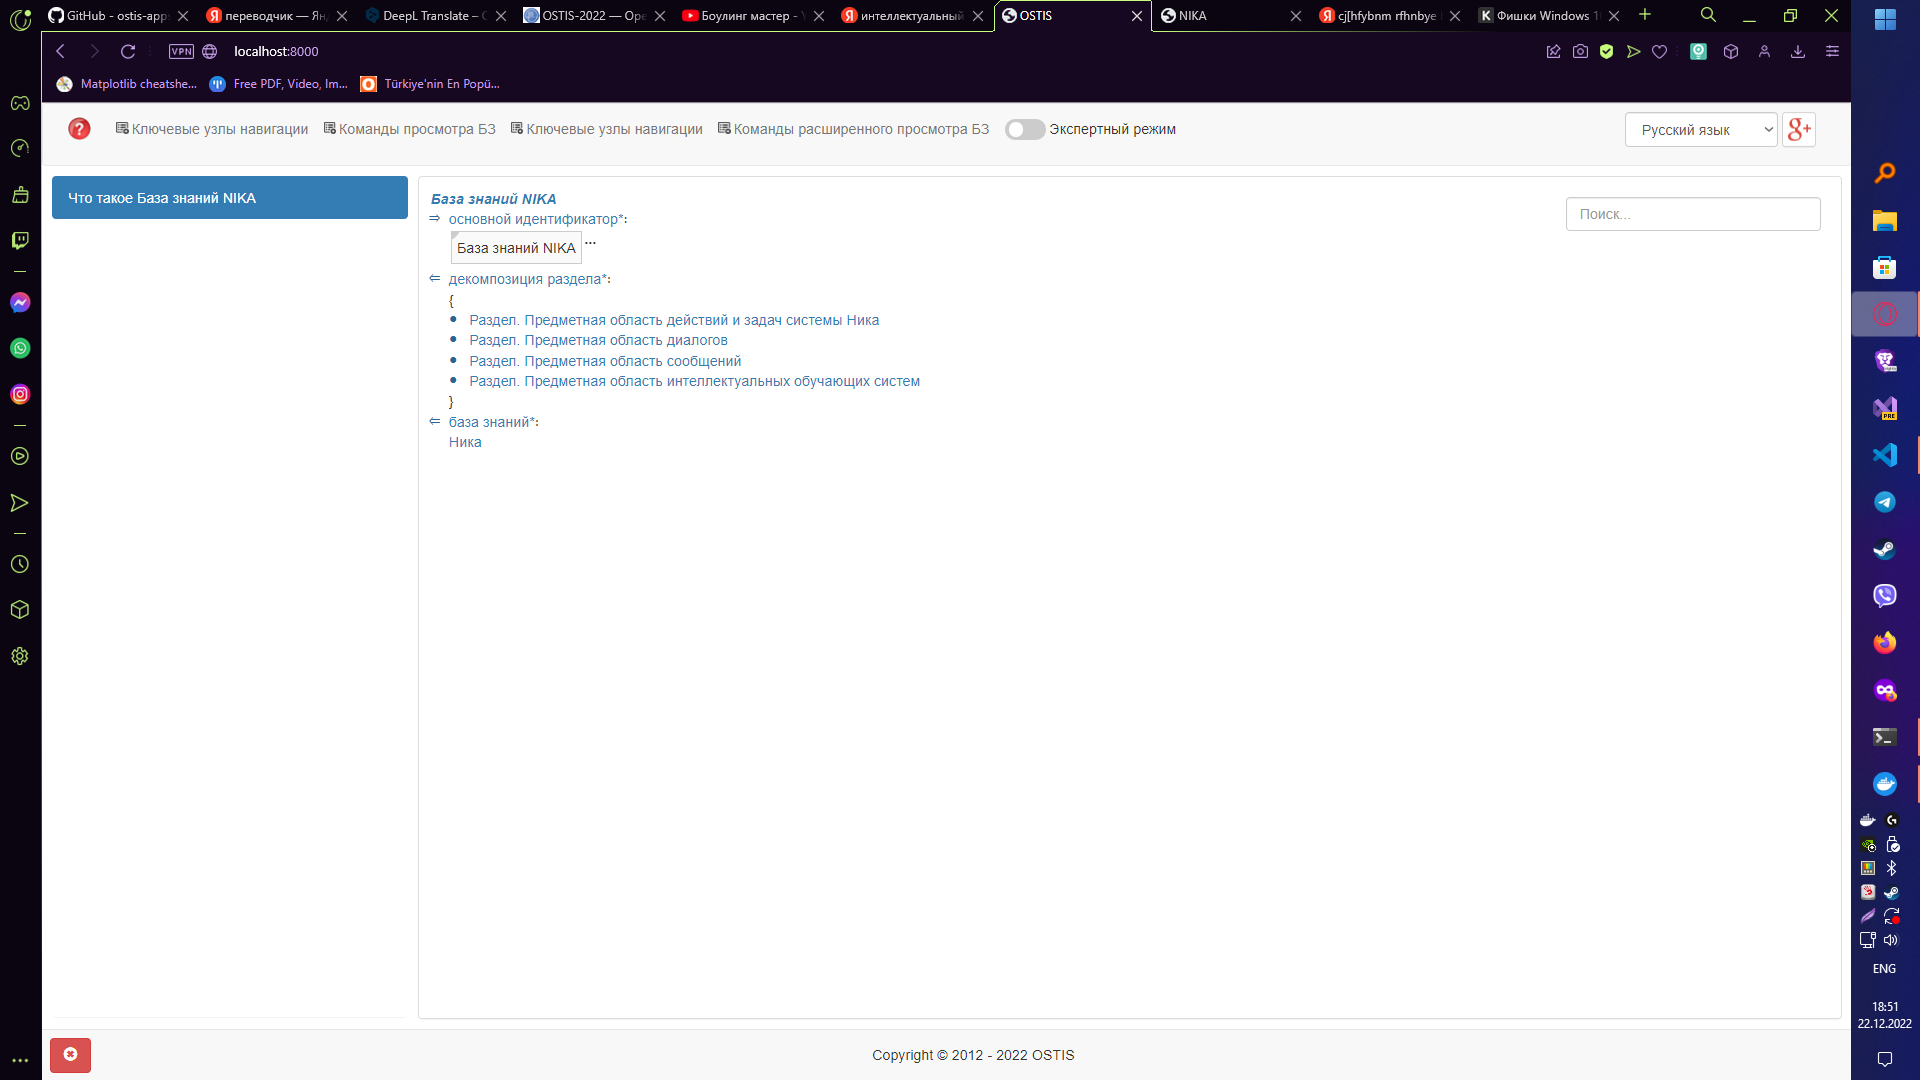 GitHub - ostis-app
переводчик — Ян
DeepL Translate –
OSTIS-2022 — Ope
Боулинг мастер -
интеллектуальный
OSTIS
NIKA
cj[hfybnm rfhnbye
Фишки Windows 1
VPN
localhost:8000
Matplotlib cheatshe...
Free PDF, Video, Im...
Türkiye'nin En Popü...
Ключевые узлы навигации
Команды просмотра БЗ
Ключевые узлы навигации
Команды расширенного просмотра БЗ
Экспертный режим
Русский язык
g+
Что такое База знаний NIKA
База знаний NIKA
Поиск...
⇒ основной идентификатор*:
База знаний NIKA ...
⇐ декомпозиция раздела*:
{
• Раздел. Предметная область действий и задач системы Ника
• Раздел. Предметная область диалогов
• Раздел. Предметная область сообщений
• Раздел. Предметная область интеллектуальных обучающих систем
}
⇐ база знаний*:
Ника
Copyright © 2012 - 2022 OSTIS
PRE
ENG
18:51
22.12.2022